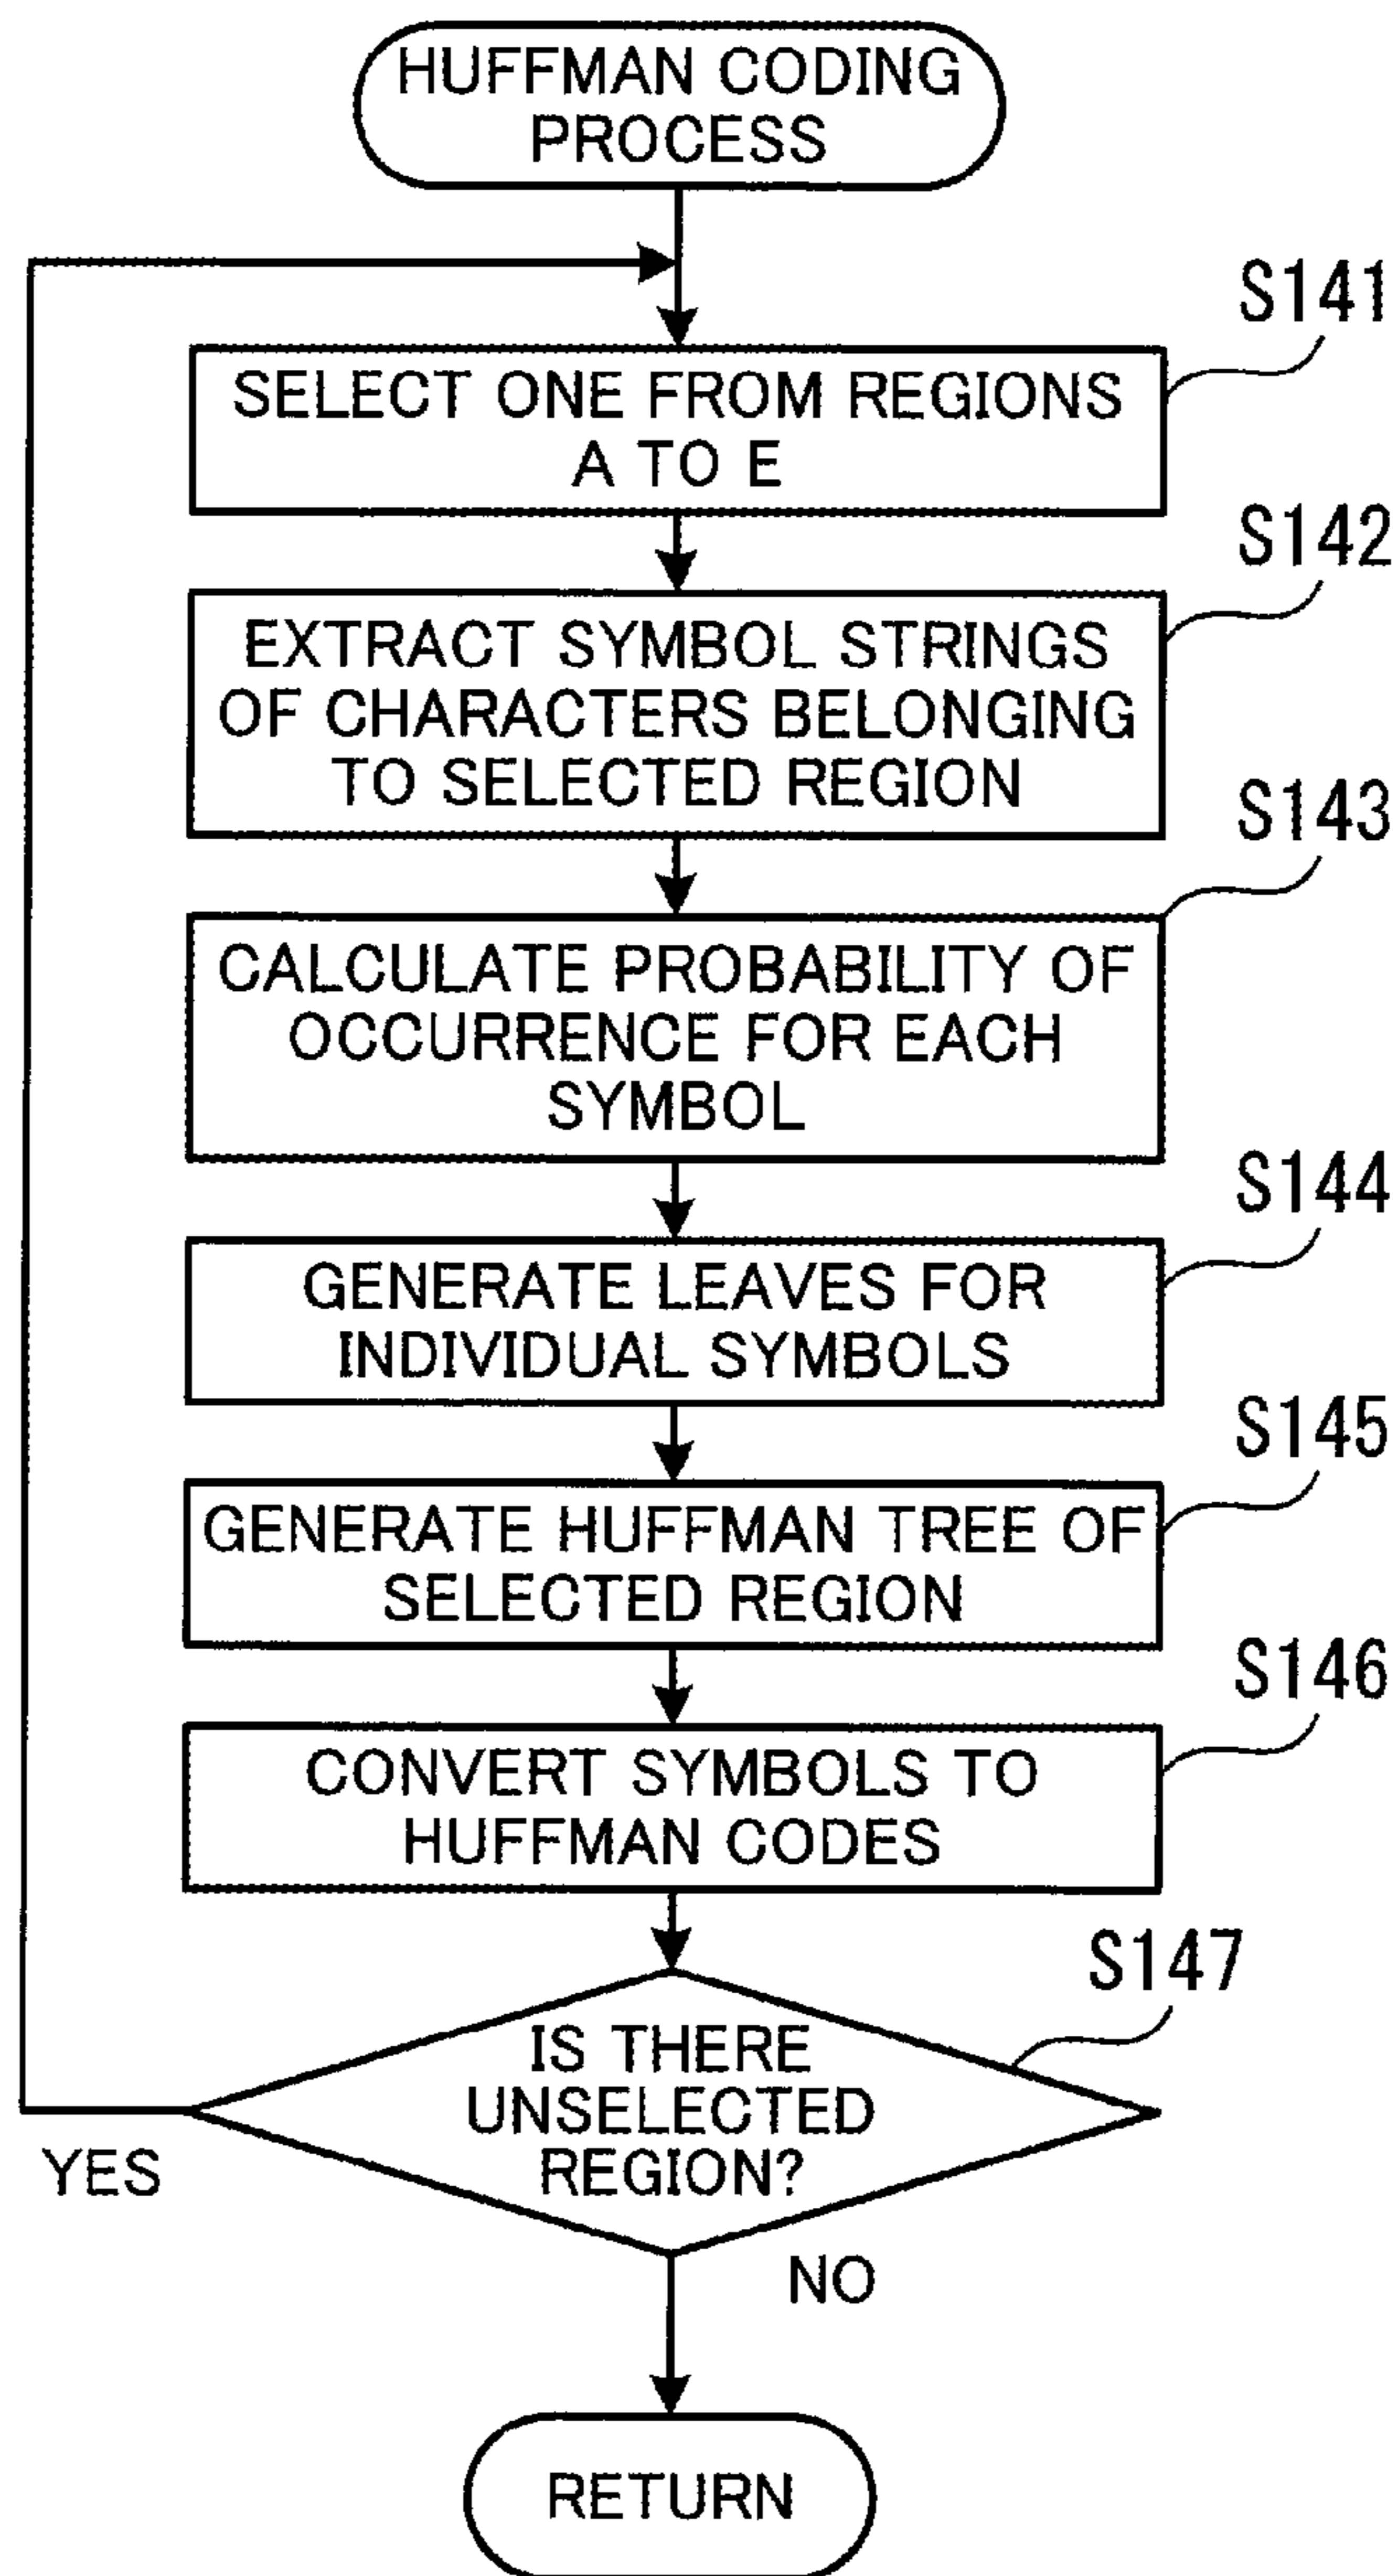 HUFFMAN CODING
PROCESS
S141
SELECT ONE FROM REGIONS
A TO E
S142
EXTRACT SYMBOL STRINGS
OF CHARACTERS BELONGING
TO SELECTED REGION
S143
CALCULATE PROBABILITY OF
OCCURRENCE FOR EACH
SYMBOL
S144
GENERATE LEAVES FOR
INDIVIDUAL SYMBOLS
S145
GENERATE HUFFMAN TREE OF
SELECTED REGION
S146
CONVERT SYMBOLS TO
HUFFMAN CODES
S147
IS THERE
UNSELECTED
REGION?
YES
NO
RETURN